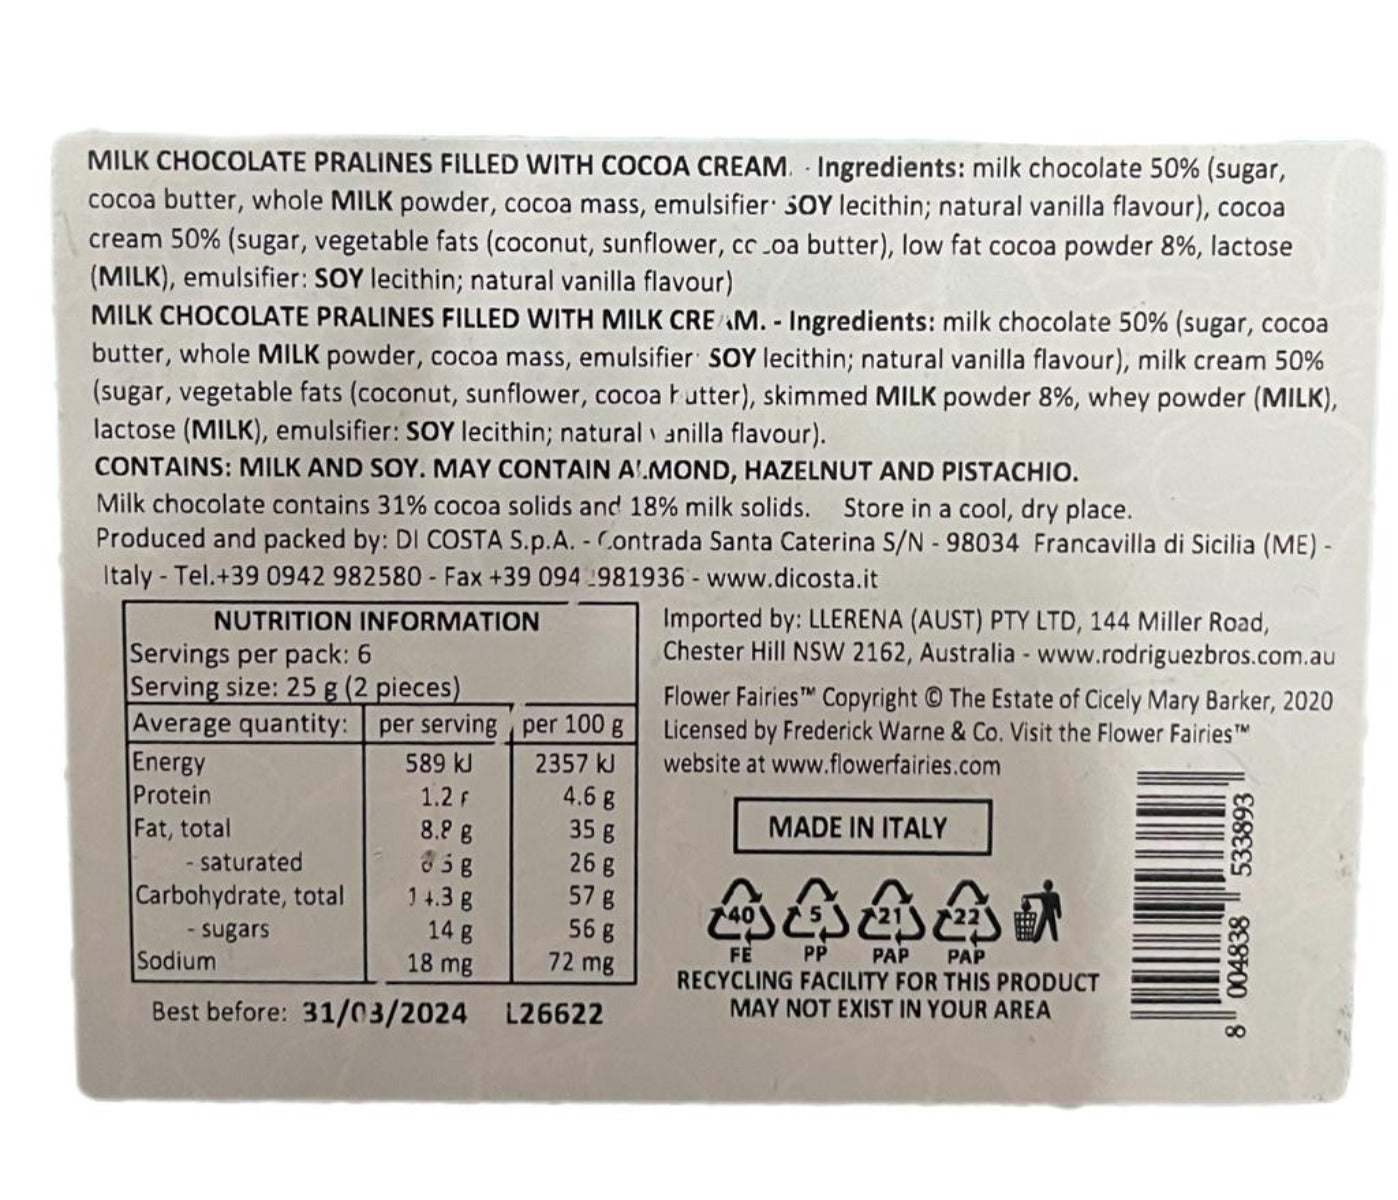 MILK CHOCOLATE PRALINES FILLED WITH COCOA CREAM. - Ingredients: milk chocolate 50% (sugar,
cocoa butter, whole MILK powder, cocoa mass, emulsifier: SOY lecithin; natural vanilla flavour), cocoa
cream 50% (sugar, vegetable fats (coconut, sunflower, cocoa butter), low fat cocoa powder 8%, lactose
(MILK), emulsifier: SOY lecithin; natural vanilla flavour)
MILK CHOCOLATE PRALINES FILLED WITH MILK CREAM. - Ingredients: milk chocolate 50% (sugar, cocoa
butter, whole MILK powder, cocoa mass, emulsifier: SOY lecithin; natural vanilla flavour), milk cream 50%
(sugar, vegetable fats (coconut, sunflower, cocoa butter), skimmed MILK powder 8%, whey powder (MILK),
lactose (MILK), emulsifier: SOY lecithin; natural vanilla flavour).
CONTAINS: MILK AND SOY. MAY CONTAIN ALMOND, HAZELNUT AND PISTACHIO.
Milk chocolate contains 31% cocoa solids and 18% milk solids. Store in a cool, dry place.
Produced and packed by: DI COSTA S.p.A. - Contrada Santa Caterina S/N - 98034 Francavilla di Sicilia (ME) -
Italy - Tel.+39 0942 982580 - Fax +39 094 981936 - www.dicosta.it
NUTRITION INFORMATION
Servings per pack: 6
Serving size: 25 g (2 pieces)
Average quantity: per serving per 100 g
Energy 589 kJ 2357 kJ
Protein 1.2 g 4.6 g
Fat, total 8.8 g 35 g
- saturated g 26 g
Carbohydrate, total 14.3 g 57 g
- sugars 14 g 56 g
Sodium 18 mg 72 mg
Best before: 31/03/2024 L26622
Imported by: LLERENA (AUST) PTY LTD, 144 Miller Road,
Chester Hill NSW 2162, Australia - www.rodriguezbros.com.au
Flower Fairies™ Copyright © The Estate of Cicely Mary Barker, 2020
Licensed by Frederick Warne & Co. Visit the Flower Fairies™
website at www.flowerfairies.com
MADE IN ITALY
40 5 21 22
FE PP PAP PAP
RECYCLING FACILITY FOR THIS PRODUCT
MAY NOT EXIST IN YOUR AREA
8 004838 533893